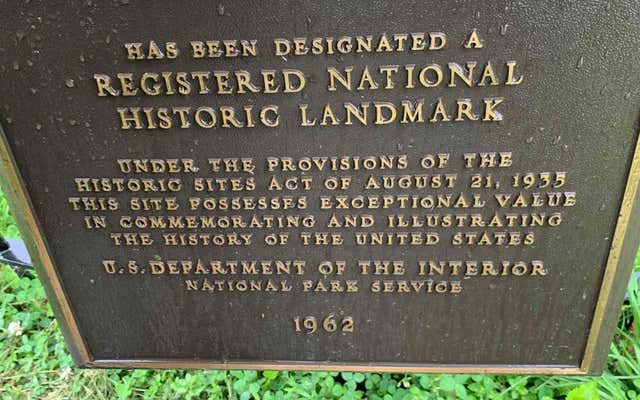 HAS BEEN DESIGNATED A
REGISTERED NATIONAL
HISTORIC LANDMARK
UNDER THE PROVISIONS OF THE
HISTORIC SITES ACT OF AUGUST 21, 1935
THIS SITE POSSESSES EXCEPTIONAL VALUE
IN COMMEMORATING AND ILLUSTRATING
THE HISTORY OF THE UNITED STATES
U.S. DEPARTMENT OF THE INTERIOR
NATIONAL PARK SERVICE
1962